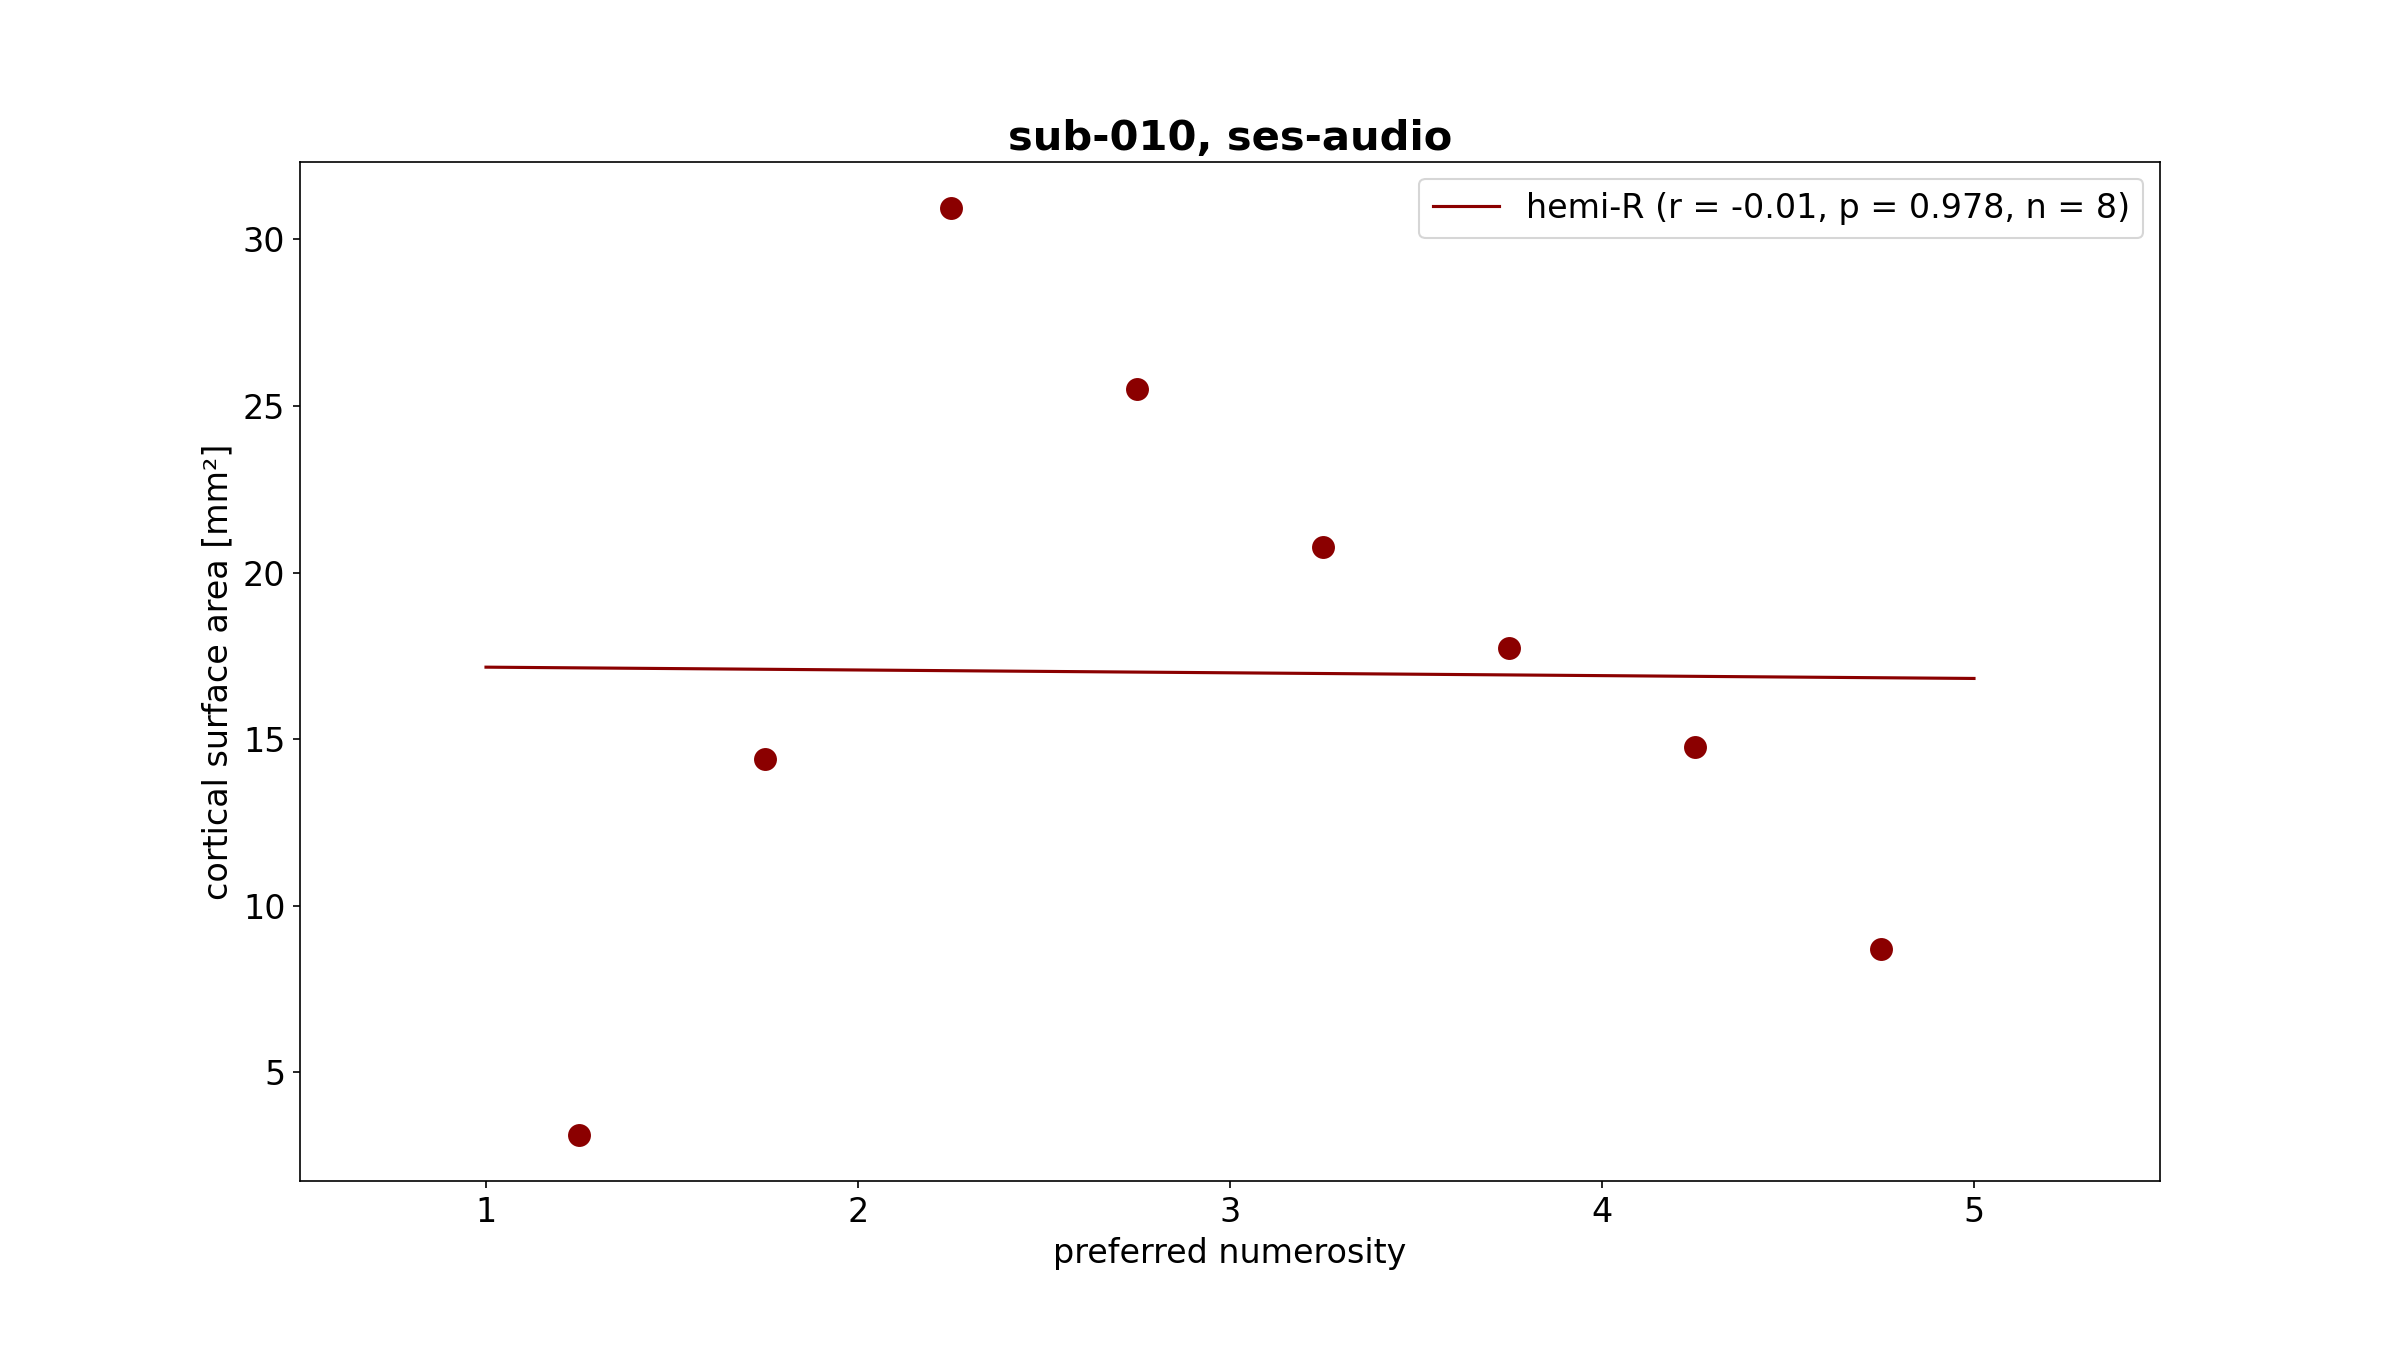 sub-010, ses-audio
hemi-R (r = -0.01, p = 0.978, n = 8)
cortical surface area [mm²]
30
25
20
15
10
5
1 2 3 4 5
preferred numerosity